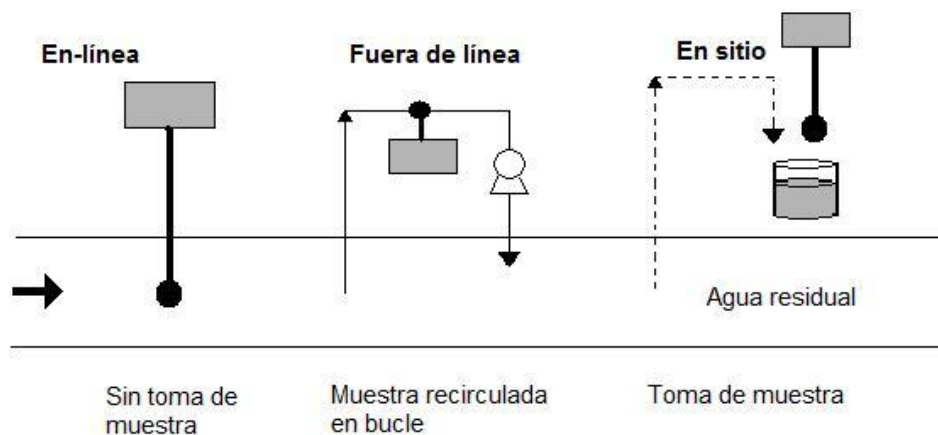 En-línea
Fuera de línea
En sitio
Agua residual
Sin toma de
muestra
Muestra recirculada
en bucle
Toma de muestra